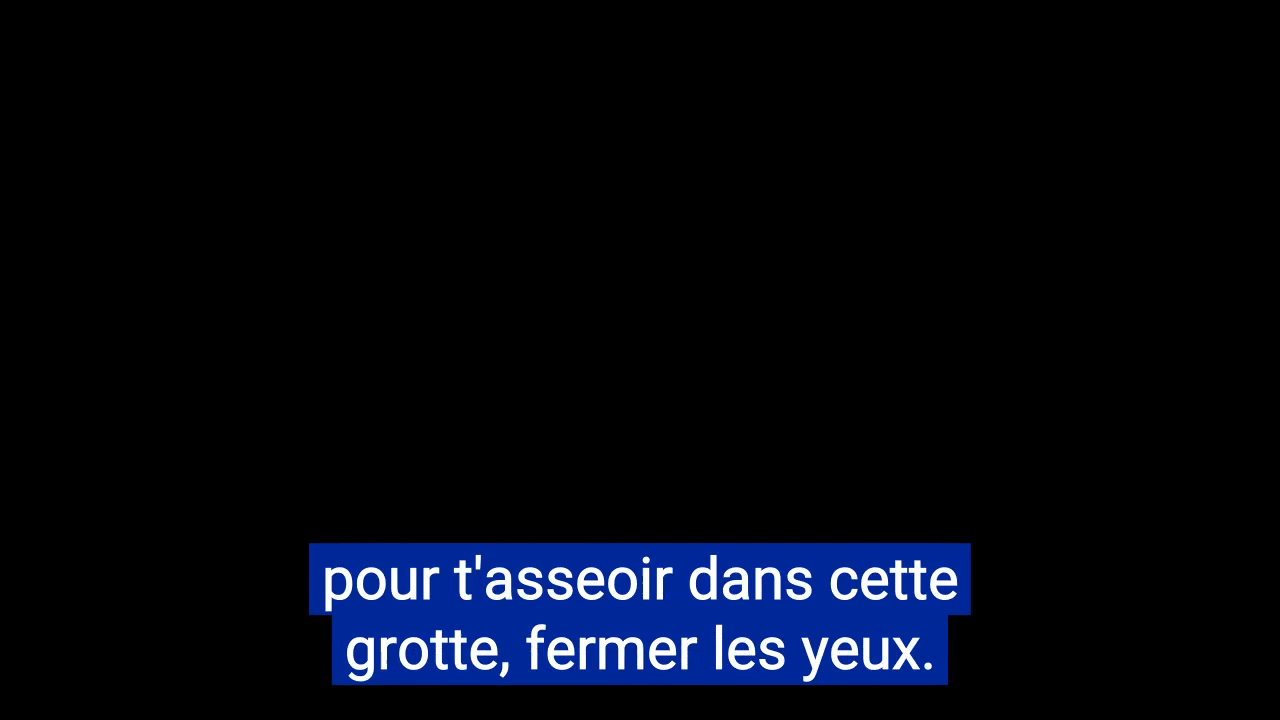 pour t'asseoir dans cette
grotte, fermer les yeux.